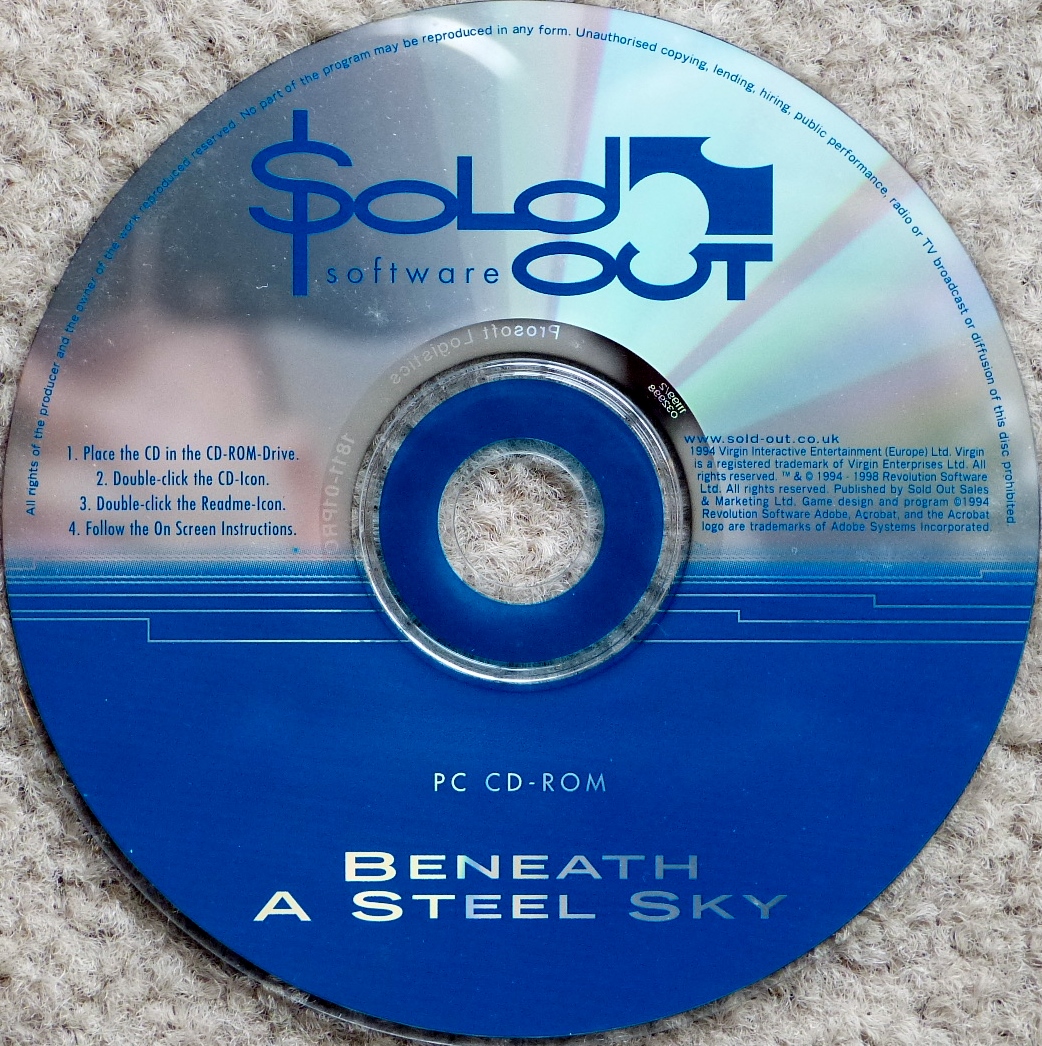 All rights of the producer and the owner of the work reproduced reserved. No part of the program may be reproduced in any form. Unauthorised copying, lending, hiring, public performance, radio or TV broadcast or diffusion of this disc prohibited
$old
software Out
Prosoft Logistics
1. Place the CD in the CD-ROM-Drive.
2. Double-click the CD-Icon.
3. Double-click the Readme-Icon.
4. Follow the On Screen Instructions.
www.sold-out.co.uk
1994 Virgin Interactive Entertainment (Europe) Ltd. Virgin
is a registered trademark of Virgin Enterprises Ltd. All
rights reserved. ™ & © 1994 - 1998 Revolution Software
Ltd. All rights reserved. Published by Sold Out Sales
& Marketing Ltd. Game design and program ©1994
Revolution Software Adobe, Acrobat, and the Acrobat
logo are trademarks of Adobe Systems Incorporated.
PC CD-ROM
Beneath
A Steel Sky